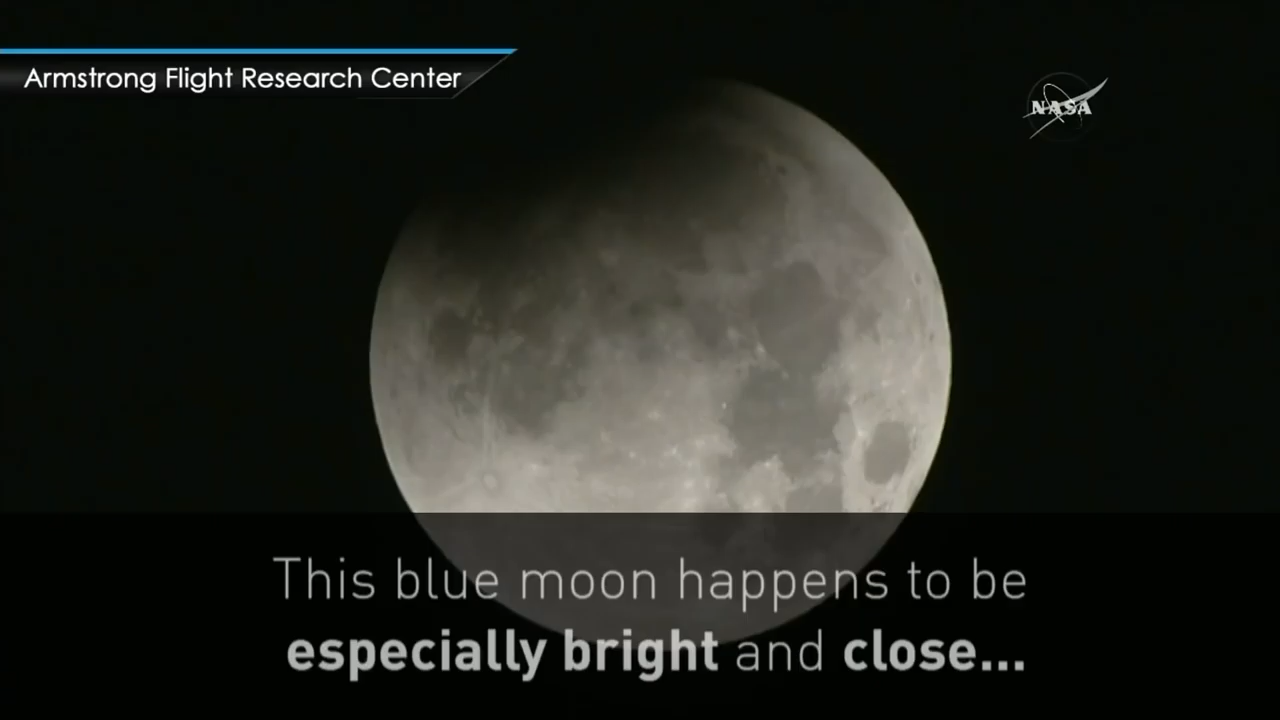 Armstrong Flight Research Center
NASA
This blue moon happens to be
especially bright and close...